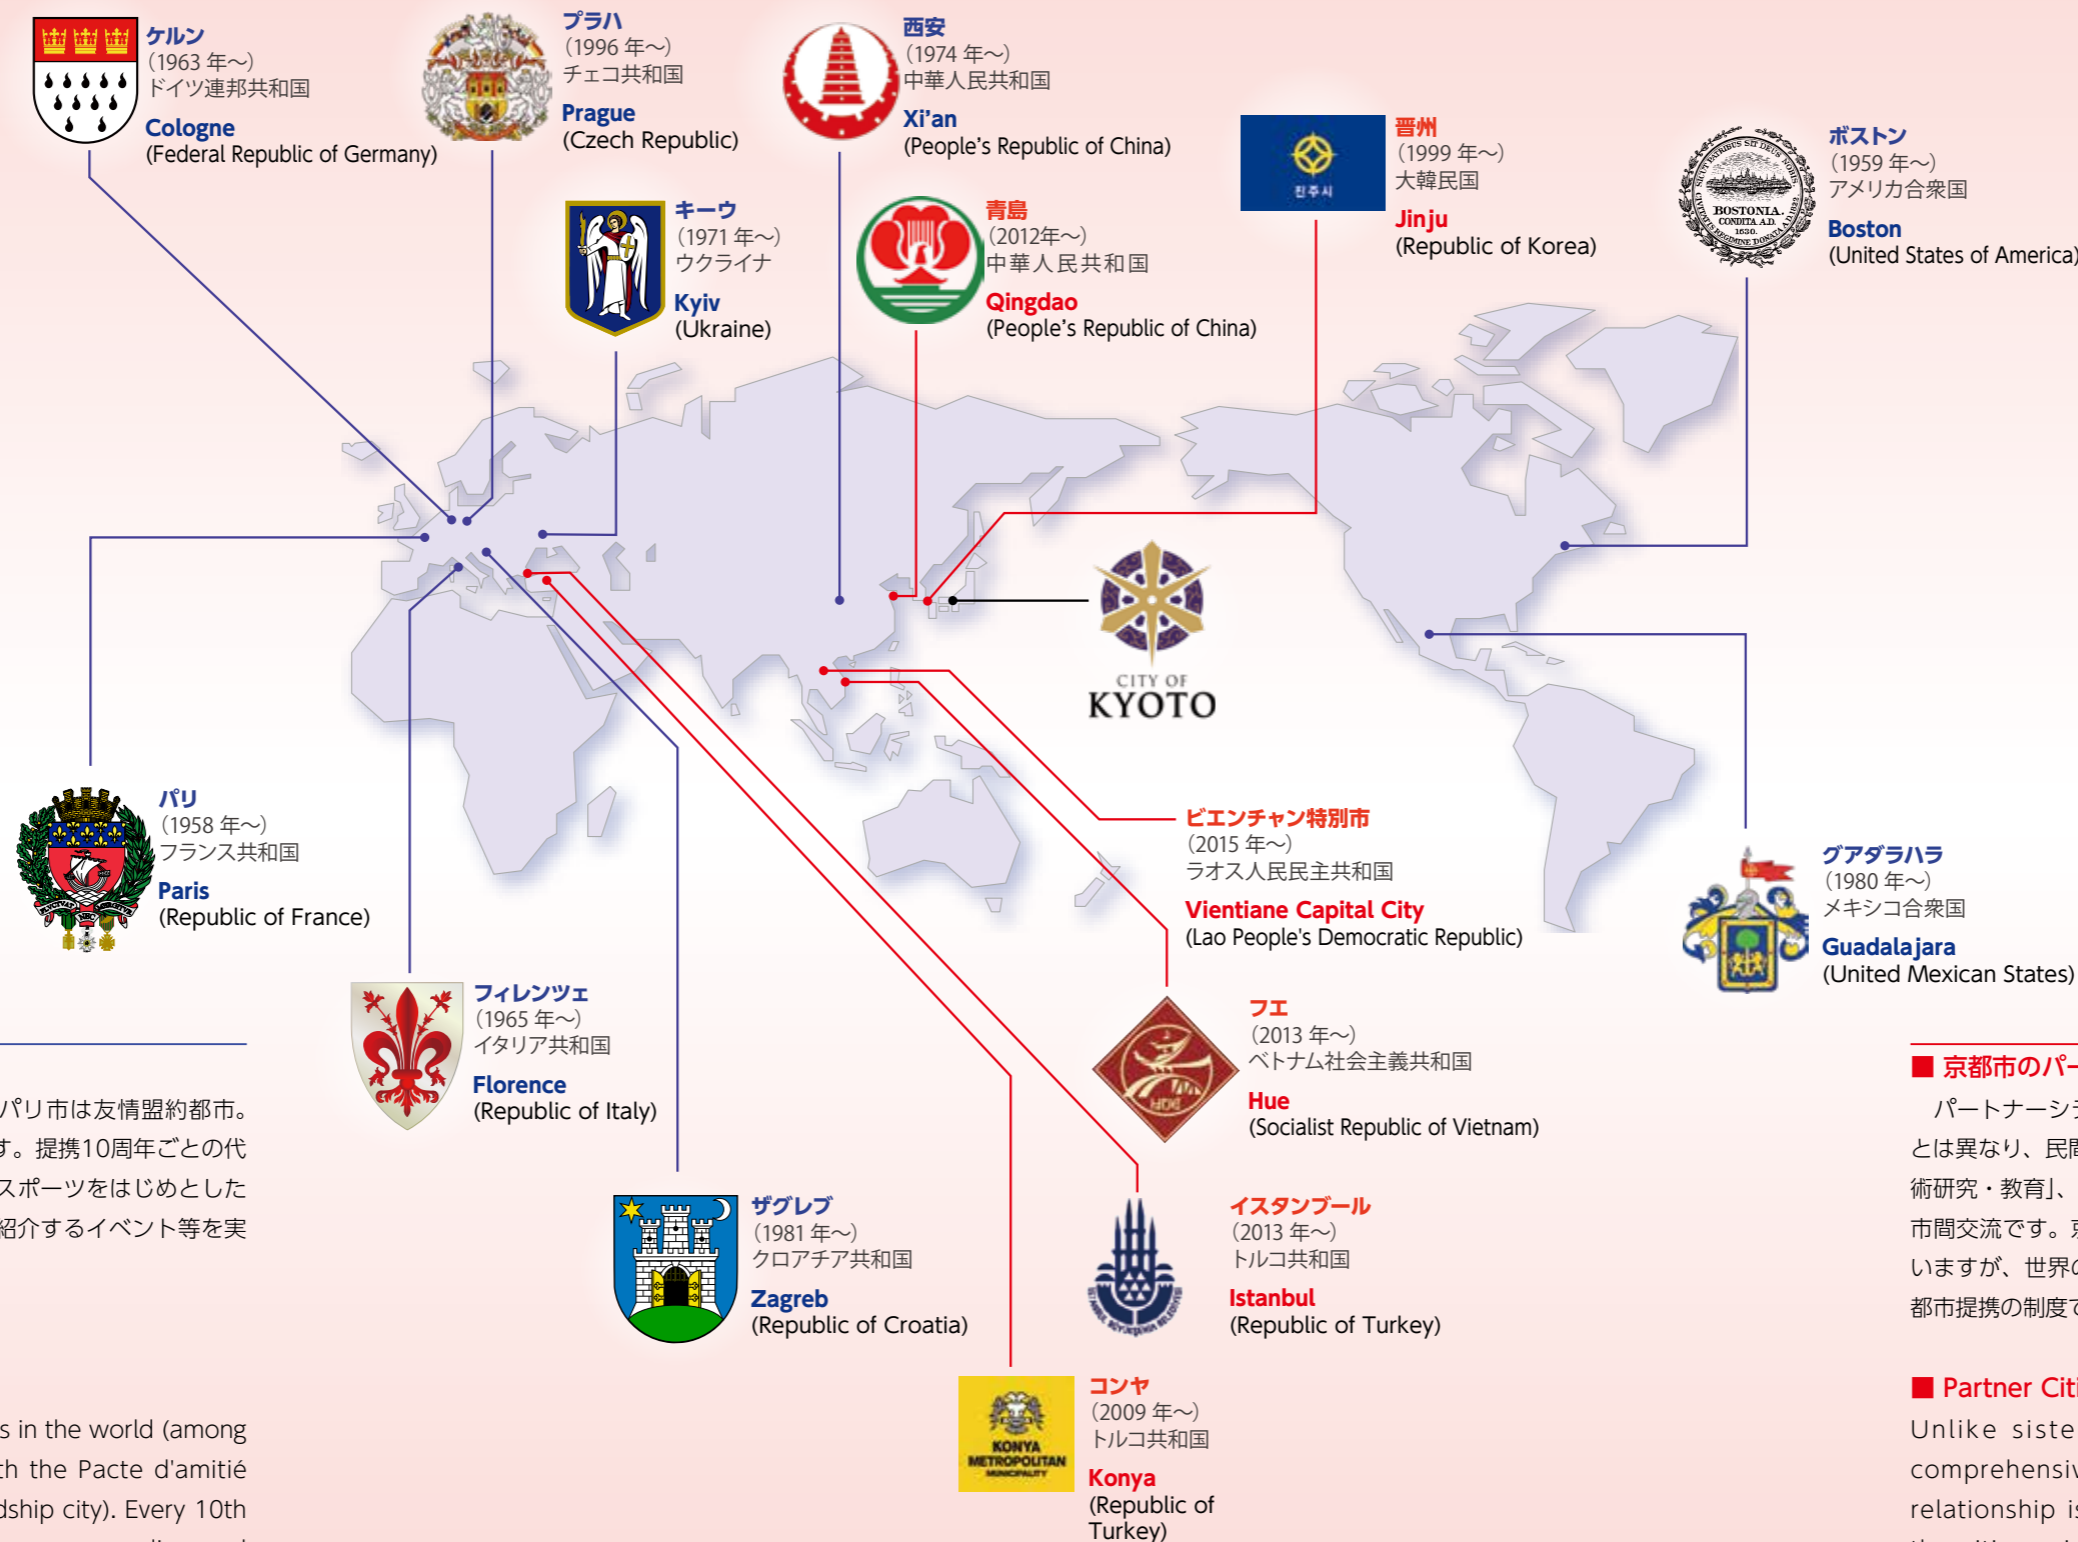 ケルン
（1963 年～）
ドイツ連邦共和国
Cologne
(Federal Republic of Germany)
プラハ
（1996 年～）
チェコ共和国
Prague
(Czech Republic)
西安
（1974 年～）
中華人民共和国
Xi'an
(People's Republic of China)
キーウ
（1971 年～）
ウクライナ
Kyiv
(Ukraine)
青島
（2012年～）
中華人民共和国
Qingdao
(People's Republic of China)
진주시
晋州
（1999 年～）
大韓民国
Jinju
(Republic of Korea)
SICUT PATRIBUS SIT DEUS NOBIS
BOSTONIA.
CONDITA A.D.
1630.
CIVITATIS REGIMINE DONATA A.D. 1822
ボストン
（1959 年～）
アメリカ合衆国
Boston
(United States of America)
CITY OF
KYOTO
パリ
（1958 年～）
フランス共和国
Paris
(Republic of France)
フィレンツェ
（1965 年～）
イタリア共和国
Florence
(Republic of Italy)
ザグレブ
（1981 年～）
クロアチア共和国
Zagreb
(Republic of Croatia)
ビエンチャン特別市
（2015 年～）
ラオス人民民主共和国
Vientiane Capital City
(Lao People's Democratic Republic)
フエ
（2013 年～）
ベトナム社会主義共和国
Hue
(Socialist Republic of Vietnam)
イスタンブール
（2013 年～）
トルコ共和国
Istanbul
(Republic of Turkey)
KONYA
METROPOLITAN
MUNICIPALITY
コンヤ
（2009 年～）
トルコ共和国
Konya
(Republic of
Turkey)
グアダラハラ
（1980 年～）
メキシコ合衆国
Guadalajara
(United Mexican States)
パリ市は友情盟約都市。
す。提携10周年ごとの代
スポーツをはじめとした
紹介するイベント等を実
s in the world (among
th the Pacte d'amitié
dship city). Every 10th
■ 京都市のパー
パートナーシ
とは異なり、民間
術研究・教育」、
市間交流です。京
いますが、世界の
都市提携の制度で
■ Partner Citi
Unlike siste
comprehensiv
relationship is